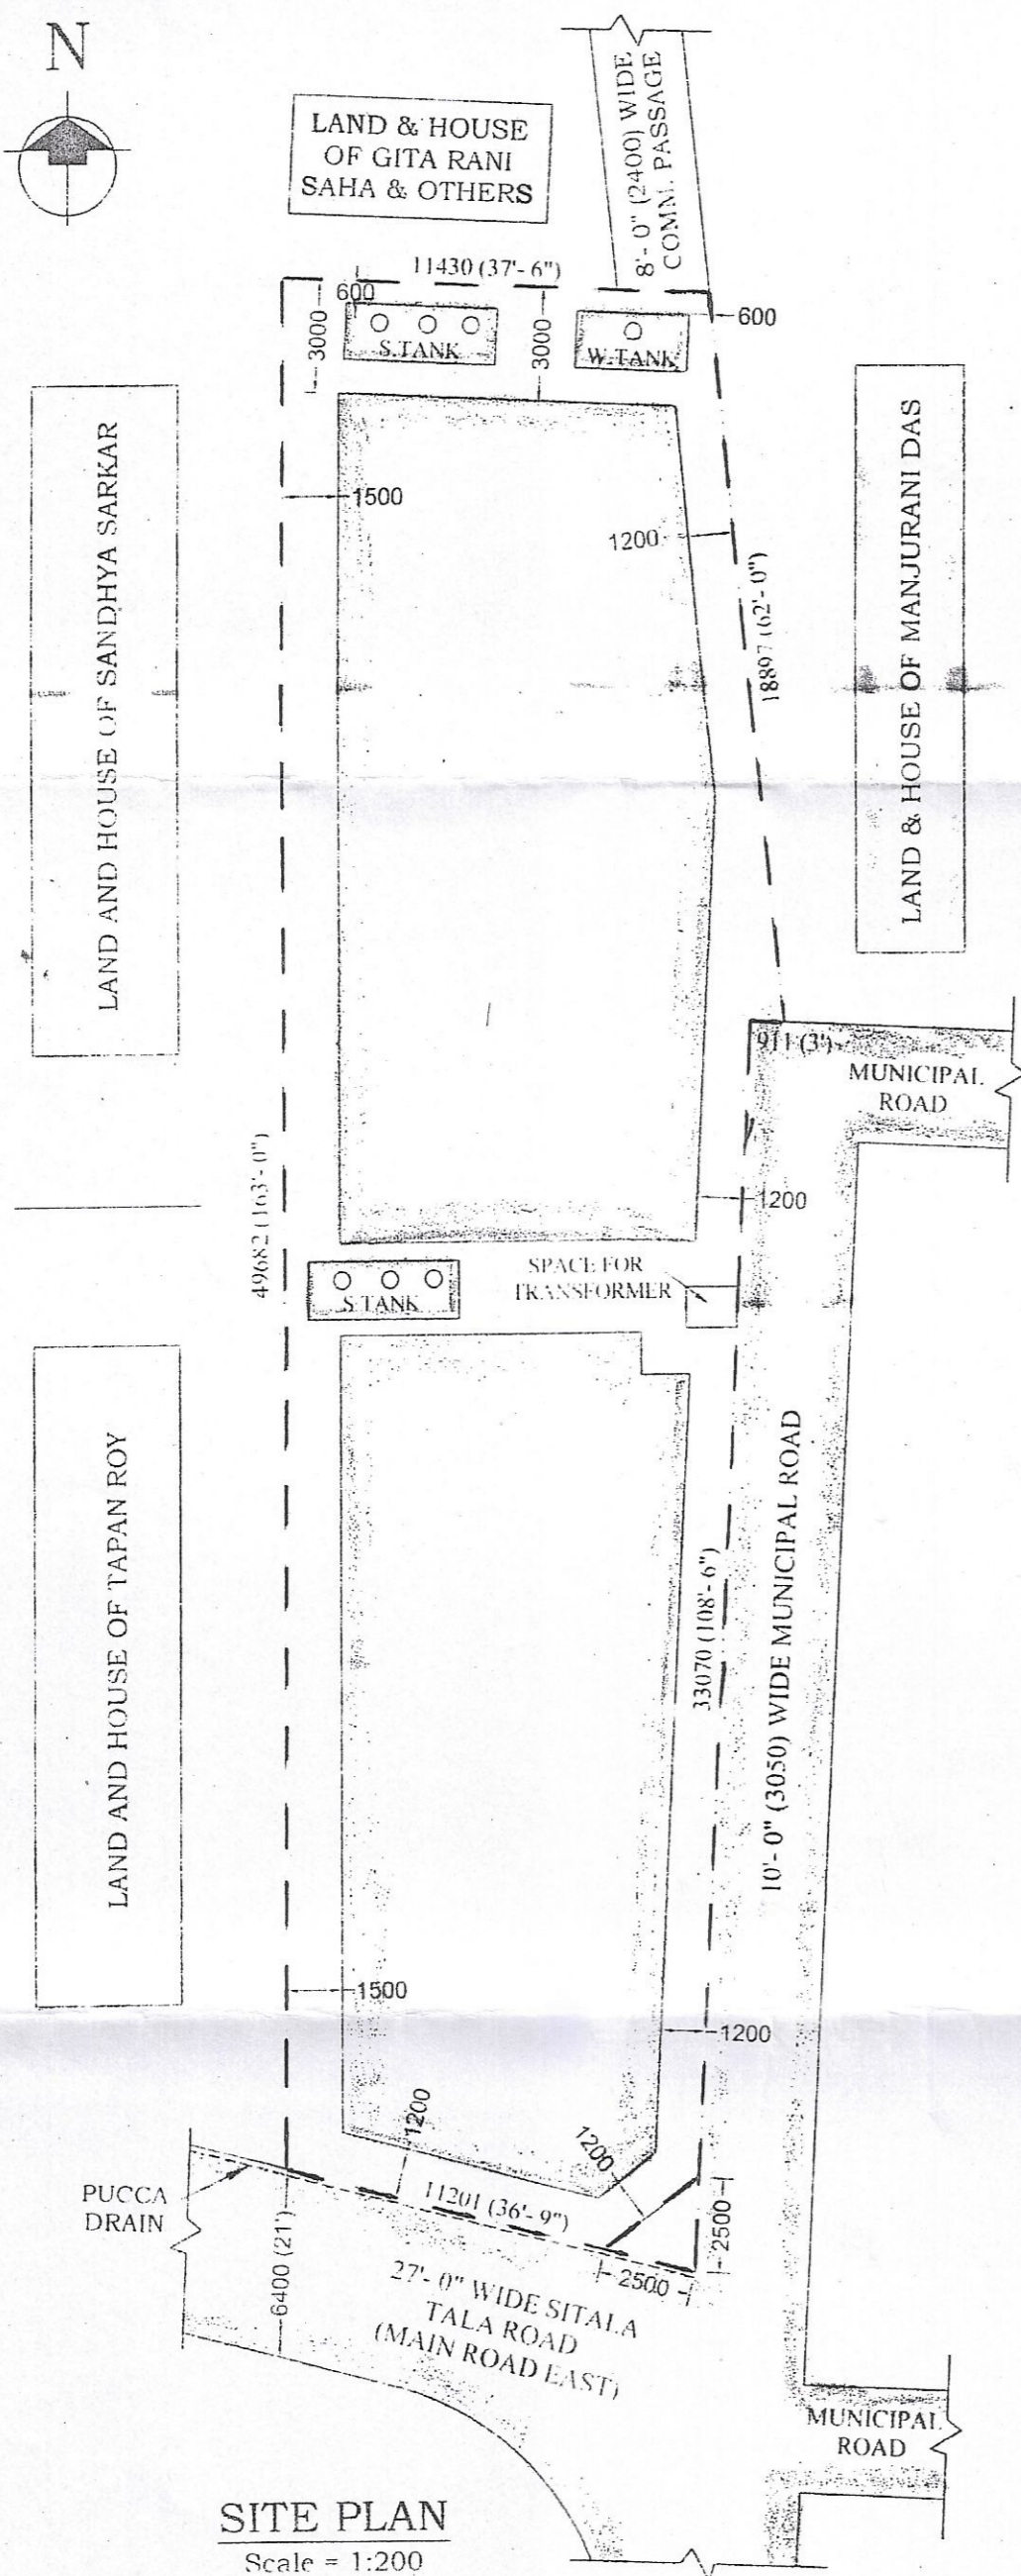 N
LAND & HOUSE
OF GITA RANI
SAHA & OTHERS
8'- 0" (2400) WIDE
COMM. PASSAGE
11430 (37'- 6")
600
3000
S.TANK
3000
W-TANK
600
LAND AND HOUSE OF SANDHYA SARKAR
1500
1200
18897 (62'- 0")
LAND & HOUSE OF MANJURANI DAS
911 (3')
MUNICIPAL
ROAD
49682 (163'- 0")
1200
SPACE FOR
TRANSFORMER
S.TANK
LAND AND HOUSE OF TAPAN ROY
33070 (108'- 6")
10'- 0" (3050) WIDE MUNICIPAL ROAD
1500
1200
1200
1200
PUCCA
DRAIN
11201 (36'- 9")
2500
2500
6400 (21')
27'- 0" WIDE SITALA
TALA ROAD
(MAIN ROAD EAST)
MUNICIPAL
ROAD
SITE PLAN
Scale = 1:200